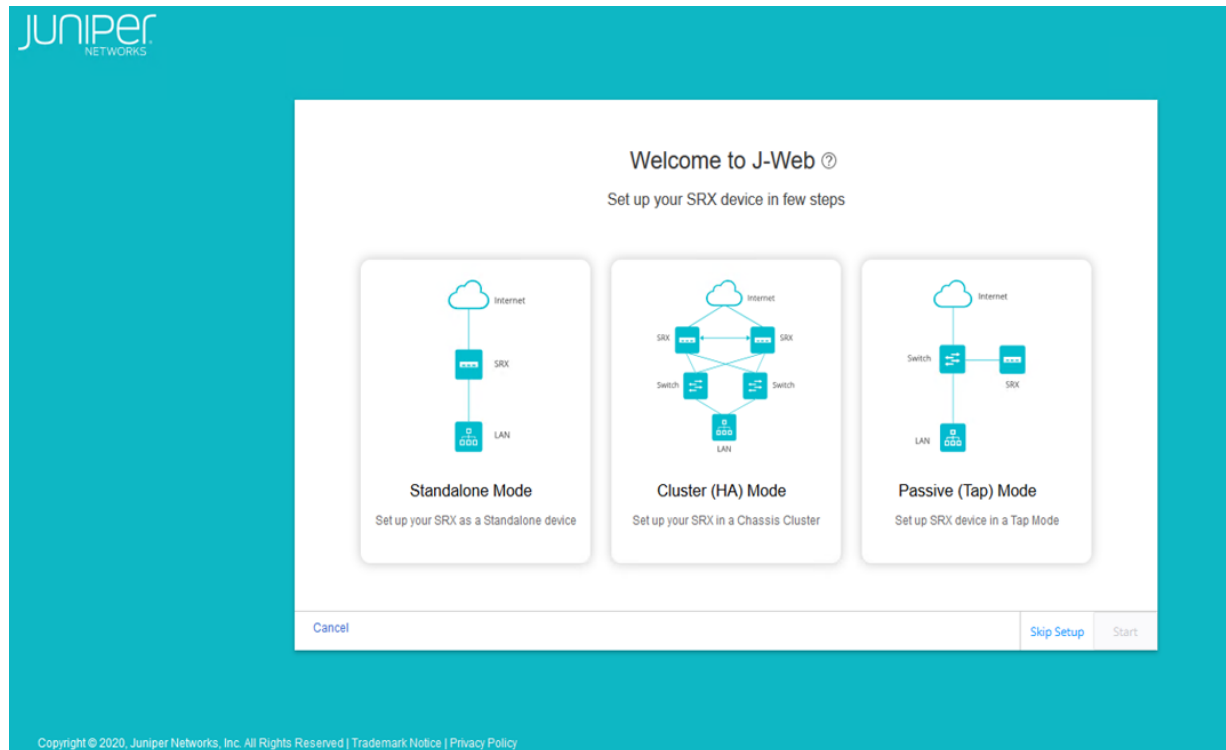 JUNIPER
NETWORKS
Welcome to J-Web ?
Set up your SRX device in few steps
Internet
SRX
LAN
Standalone Mode
Set up your SRX as a Standalone device
Internet
SRX
SRX
Switch
Switch
LAN
Cluster (HA) Mode
Set up your SRX in a Chassis Cluster
Internet
Switch
SRX
LAN
Passive (Tap) Mode
Set up SRX device in a Tap Mode
Cancel
Skip Setup
Start
Copyright © 2020, Juniper Networks, Inc. All Rights Reserved | Trademark Notice | Privacy Policy